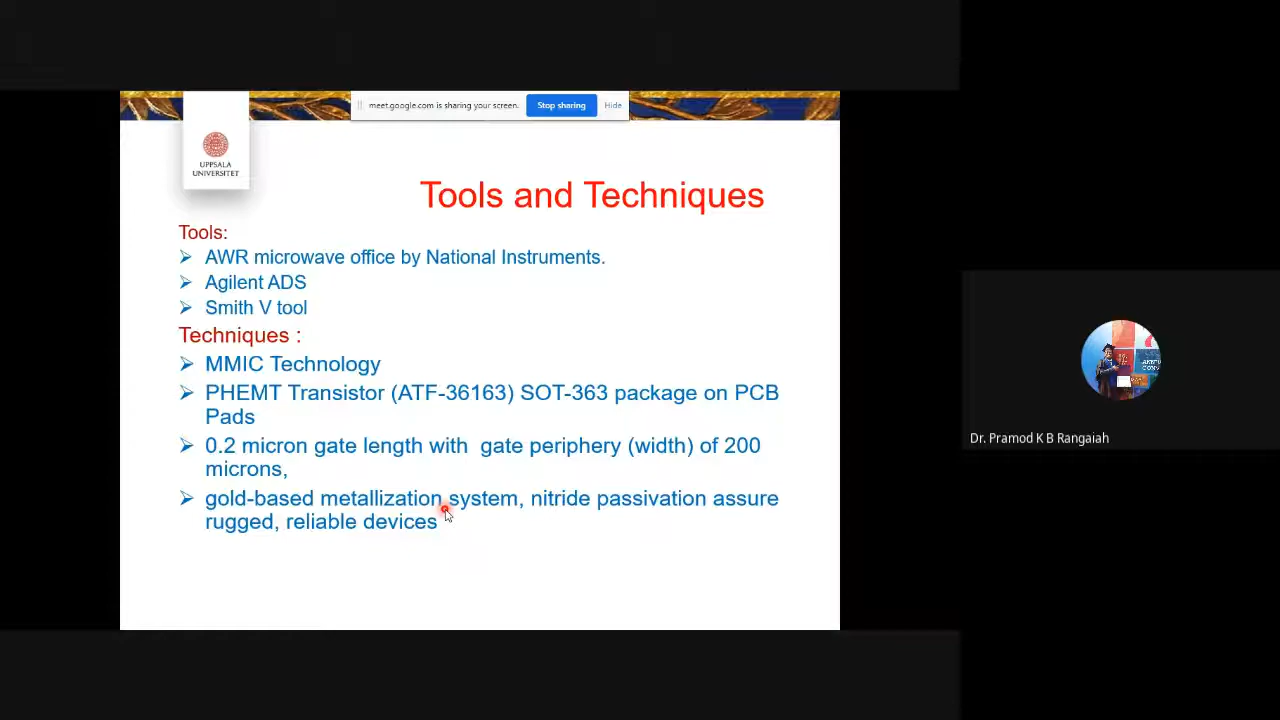 meet.google.com is sharing your screen. Stop sharing Hide
UPPSALA
UNIVERSITET
Tools and Techniques
Tools:
AWR microwave office by National Instruments.
Agilent ADS
Smith V tool
Techniques :
MMIC Technology
PHEMT Transistor (ATF-36163) SOT-363 package on PCB
Pads
0.2 micron gate length with gate periphery (width) of 200
microns,
gold-based metallization system, nitride passivation assure
rugged, reliable devices
Dr. Pramod K B Rangaiah